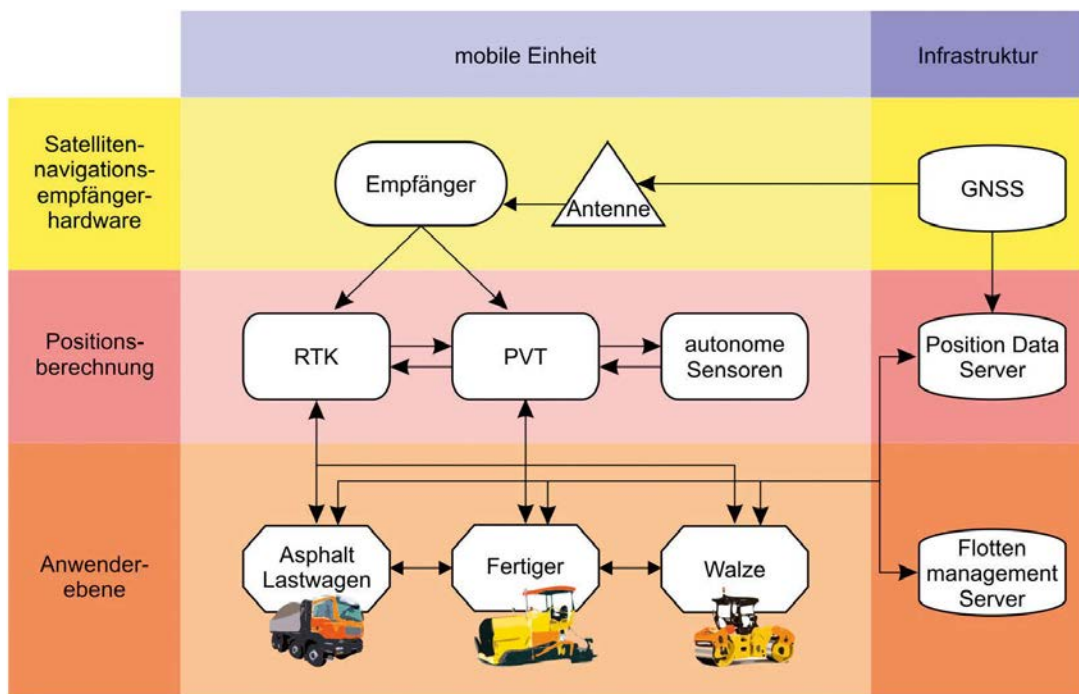 mobile Einheit
Infrastruktur
Satelliten-
navigations-
empfänger-
hardware
Empfänger
Antenne
GNSS
Positions-
berechnung
RTK
PVT
autonome
Sensoren
Position Data
Server
Anwender-
ebene
Asphalt
Lastwagen
Fertiger
Walze
Flotten
management
Server